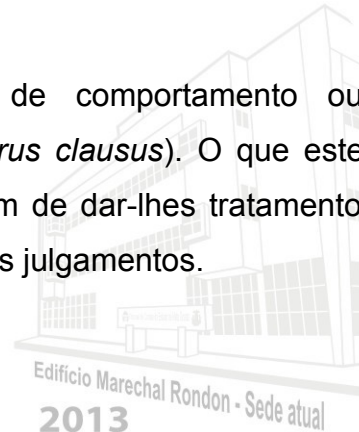 de comportamento ou
rus clausus). O que este
m de dar-lhes tratamento
s julgamentos.
Edifício Marechal Rondon - Sede atual
2013